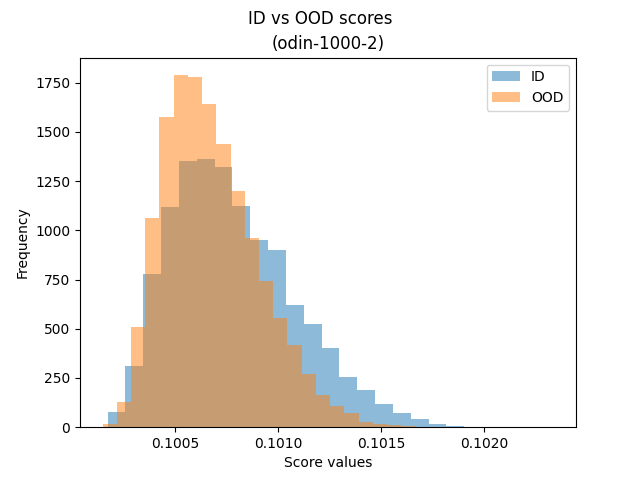 ID vs OOD scores
(odin-1000-2)
ID
OOD
1750
1500
1250
1000
750
500
250
0
Frequency
0.1005
0.1010
0.1015
0.1020
Score values